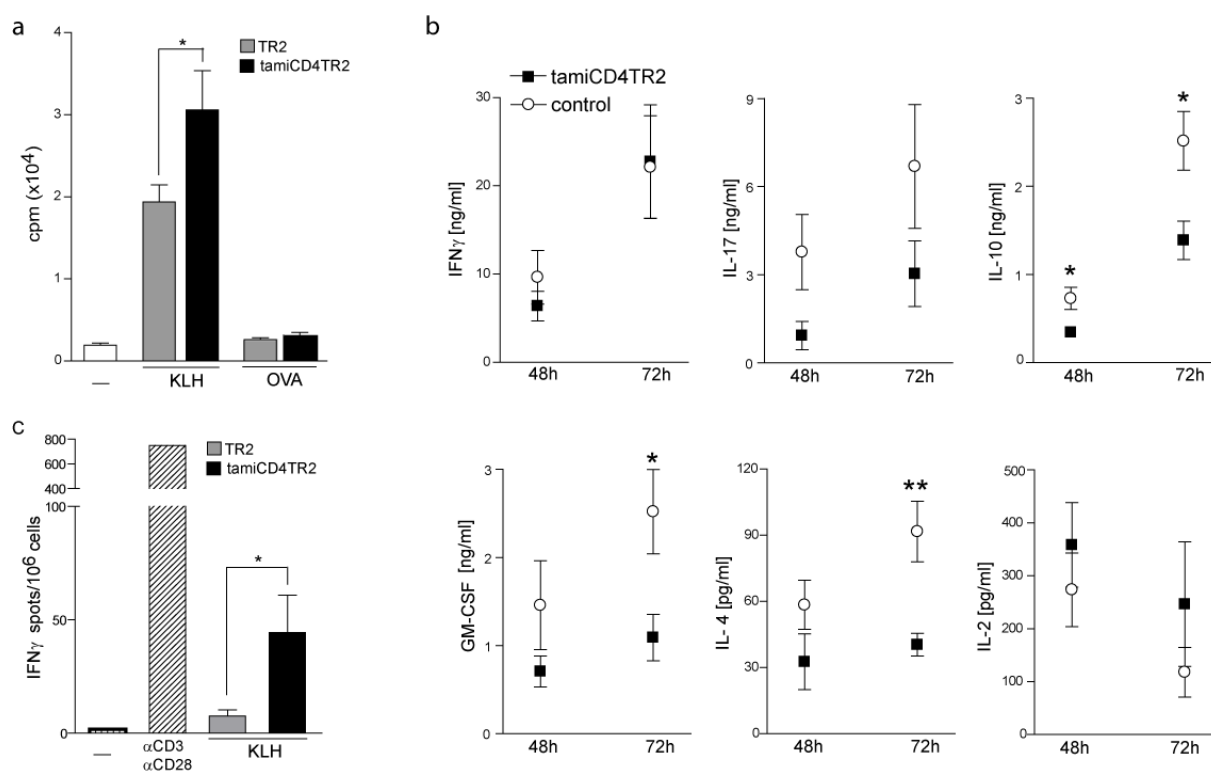 a
TR2
tamiCD4TR2
*
4
3
2
1
0
cpm (x10⁴)
—
KLH
OVA
b
tamiCD4TR2
control
30
20
10
0
IFNγ [ng/ml]
48h
72h
9
6
3
0
IL-17 [ng/ml]
48h
72h
3
2
1
0
IL-10 [ng/ml]
*
*
48h
72h
c
TR2
tamiCD4TR2
*
800
600
400
100
50
0
IFNγ spots/10⁶ cells
—
αCD3
αCD28
KLH
3
2
1
0
GM-CSF [ng/ml]
*
48h
72h
120
90
60
30
0
IL- 4 [pg/ml]
**
48h
72h
500
400
300
200
100
0
IL-2 [pg/ml]
48h
72h